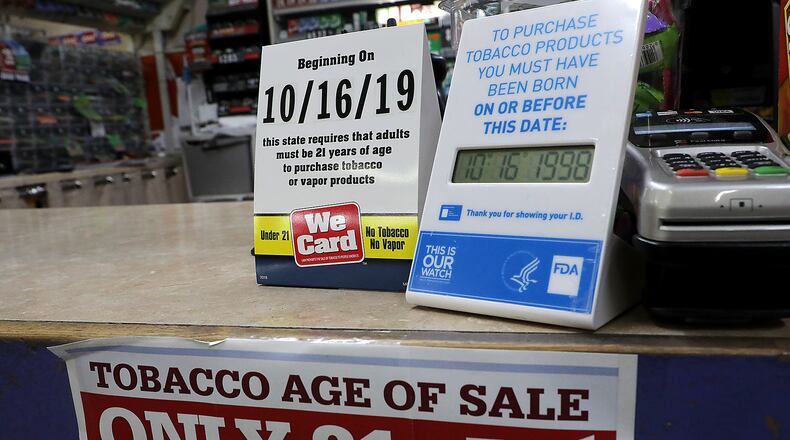 Beginning On
10/16/19
this state requires that adults
must be 21 years of age
to purchase tobacco
or vapor products
Under 21
We
Card
No Tobacco
No Vapor
TO PURCHASE
TOBACCO PRODUCTS
YOU MUST HAVE
BEEN BORN
ON OR BEFORE
THIS DATE:
10 16 1998
Thank you for showing your I.D.
THIS IS
OUR
WATCH
FDA
TOBACCO AGE OF SALE
ONLY 21